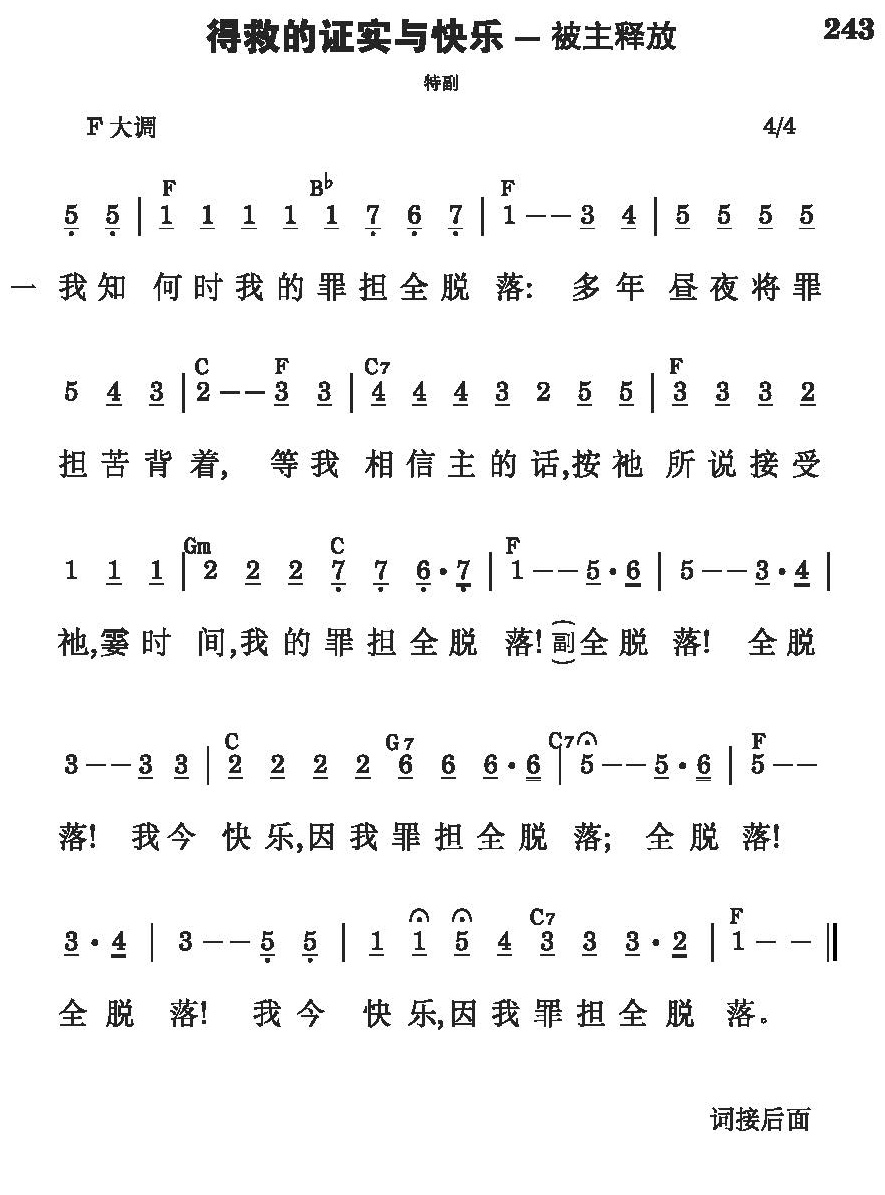 得救的证实与快乐 — 被主释放 243
特副
F 大调 4/4
F B♭ F
5 5 | 1 1 1 1 1 7 6 7 | 1 – – 3 4 | 5 5 5 5
一 我知 何时我的罪担全脱 落: 多年 昼夜将罪
C F C7 F
5 4 3 | 2 – – 3 3 | 4 4 4 3 2 5 5 | 3 3 3 2
担苦背着, 等我 相信主的话,按祂 所说接受
Gm C F
1 1 1 | 2 2 2 7 7 6 · 7 | 1 – – 5 · 6 | 5 – – 3 · 4 |
祂,霎时 间,我的罪担全脱 落! (副) 全脱 落! 全脱
C G7 C7 F
3 – – 3 3 | 2 2 2 2 6 6 6 · 6 | 5 – – 5 · 6 | 5 – –
落! 我今 快乐,因我罪担全脱 落; 全脱 落!
C7 F
3 · 4 | 3 – – 5 5 | 1 1 5 4 3 3 3 · 2 | 1 – – ‖
全脱 落! 我今 快乐,因我罪担全脱 落。
词接后面